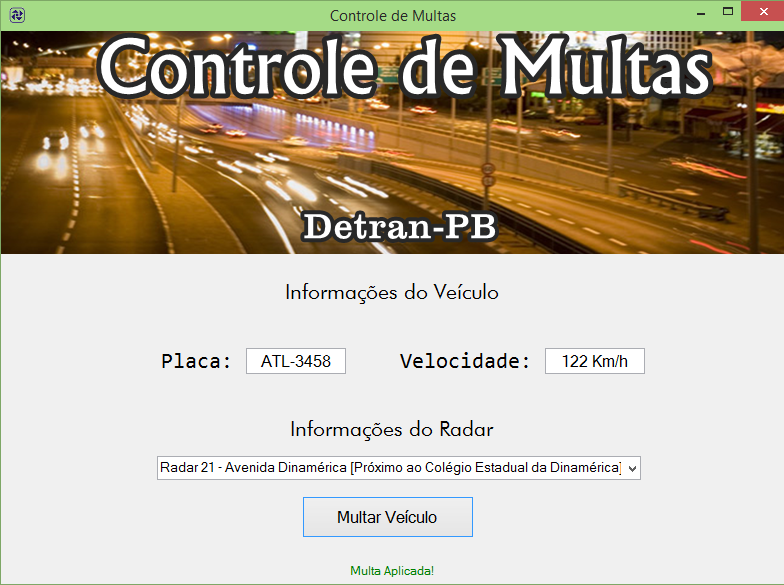 Controle de Multas
Controle de Multas
Detran-PB
Informações do Veículo
Placa: ATL-3458 Velocidade: 122 Km/h
Informações do Radar
Radar 21 - Avenida Dinamérica [Próximo ao Colégio Estadual da Dinamérica]
Multar Veículo
Multa Aplicada!